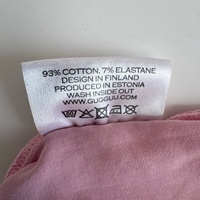 93% COTTON, 7% ELASTANE
DESIGN IN FINLAND
PRODUCED IN ESTONIA
WASH INSIDE OUT
WWW.GUGGUU.COM